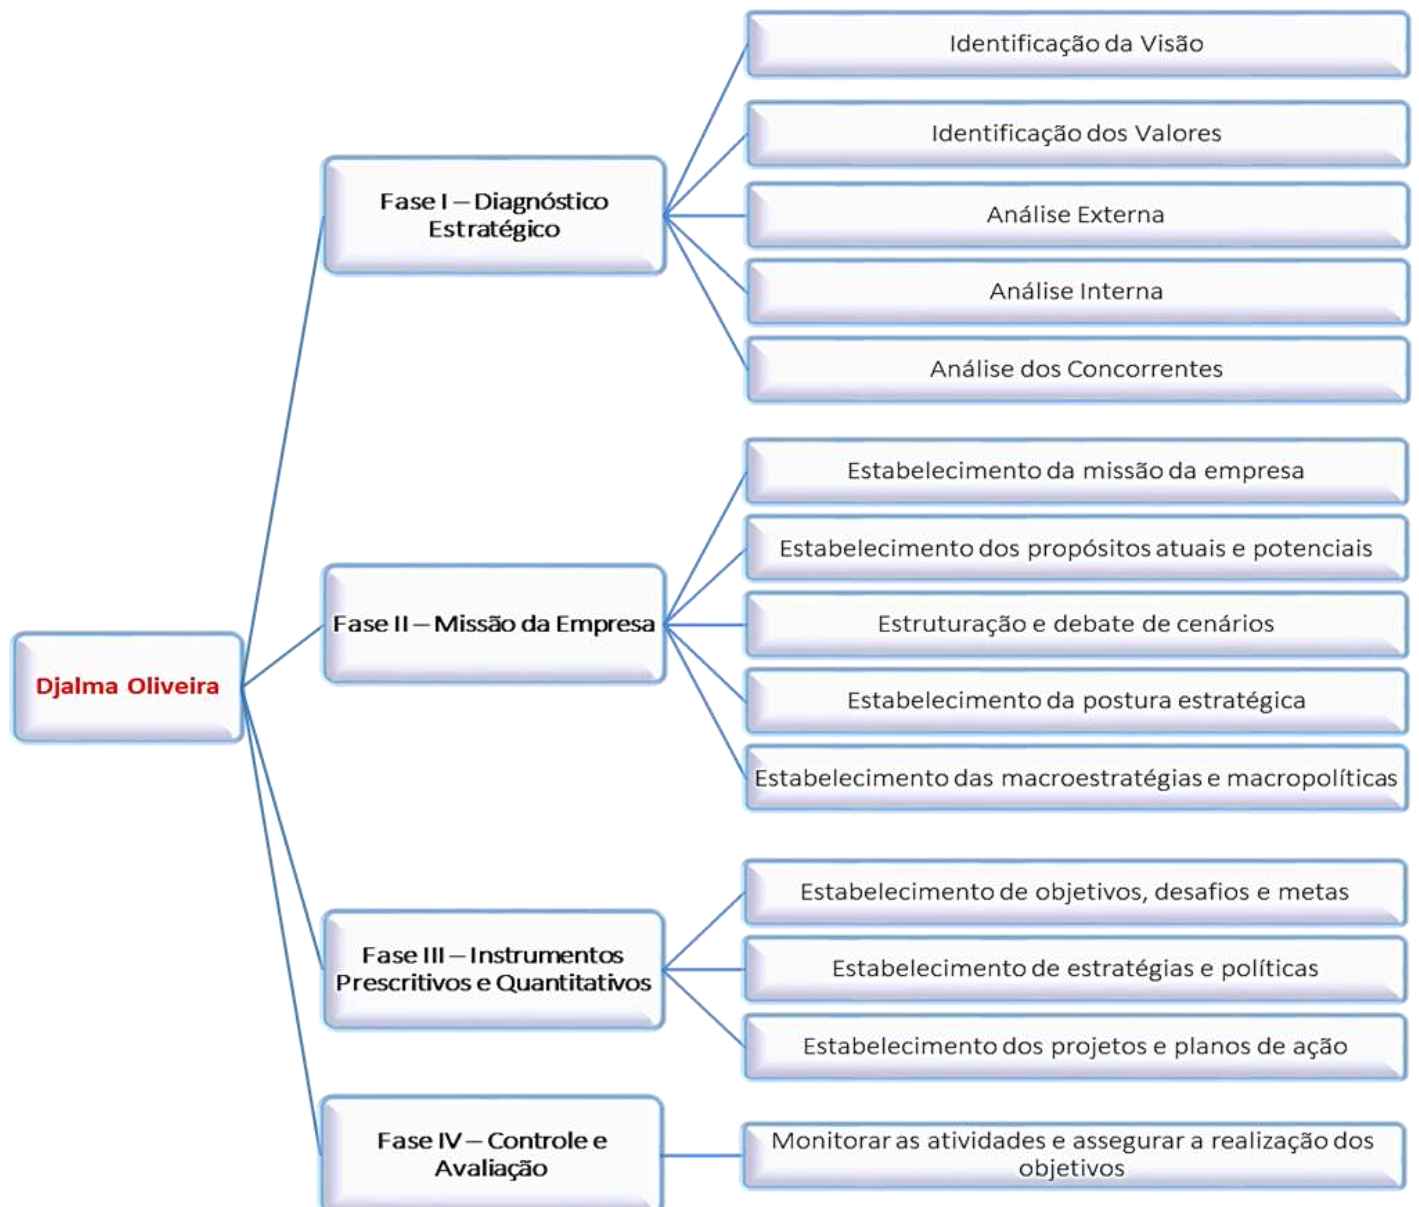 Djalma Oliveira
Fase I – Diagnóstico
Estratégico
Identificação da Visão
Identificação dos Valores
Análise Externa
Análise Interna
Análise dos Concorrentes
Fase II – Missão da Empresa
Estabelecimento da missão da empresa
Estabelecimento dos propósitos atuais e potenciais
Estruturação e debate de cenários
Estabelecimento da postura estratégica
Estabelecimento das macroestratégias e macropolíticas
Fase III – Instrumentos
Prescritivos e Quantitativos
Estabelecimento de objetivos, desafios e metas
Estabelecimento de estratégias e políticas
Estabelecimento dos projetos e planos de ação
Fase IV – Controle e
Avaliação
Monitorar as atividades e assegurar a realização dos
objetivos